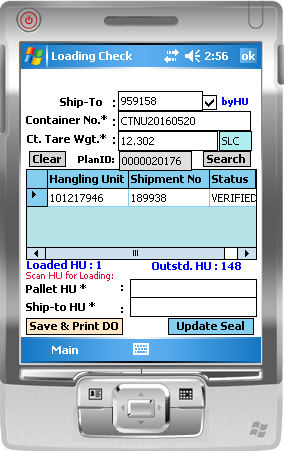 Loading Check 2:56 ok
Ship-To : 959158 byHU
Container No.* : CTNU20160520
Ct. Tare Wgt.* : 12.302 SLC
Clear PlanID: 0000020176 Search
Hangling Unit Shipment No Status
101217946 189938 VERIFIED
Loaded HU : 1 Outstd. HU : 148
Scan HU for Loading:
Pallet HU * :
Ship-to HU * :
Save & Print DO Update Seal
Main